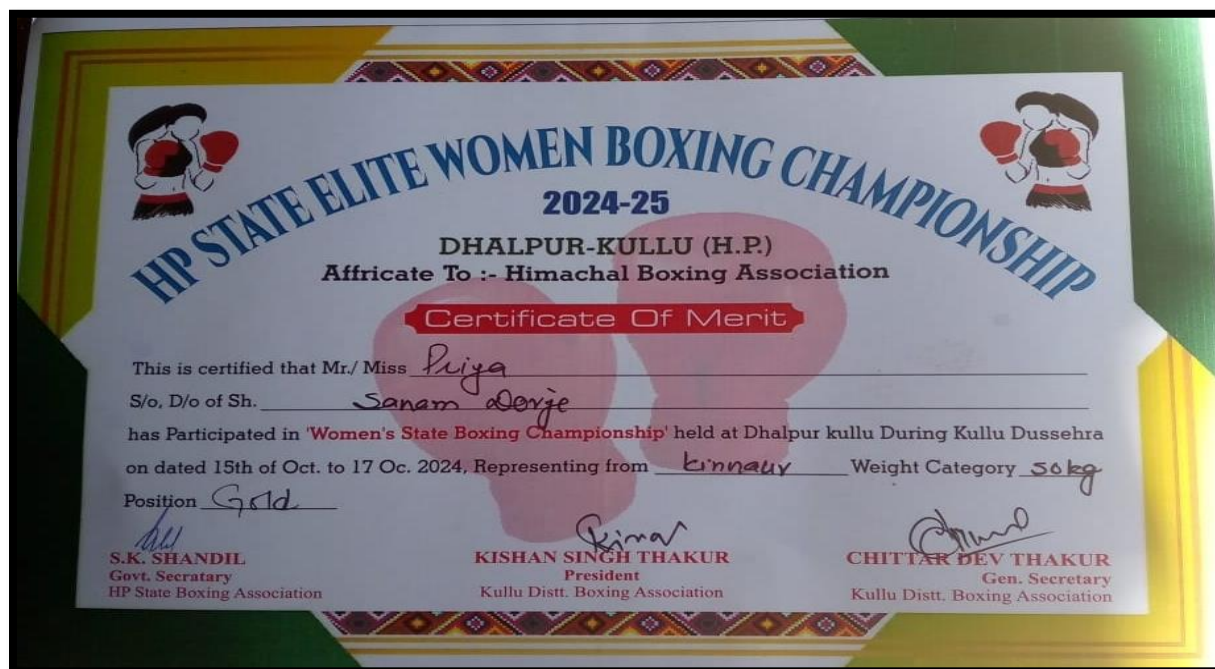 HP STATE ELITE WOMEN BOXING CHAMPIONSHIP
2024-25
DHALPUR-KULLU (H.P.)
Affricate To :- Himachal Boxing Association
Certificate Of Merit
This is certified that Mr./ Miss Priya
S/o, D/o of Sh. Sanam Dorje
has Participated in 'Women's State Boxing Championship' held at Dhalpur kullu During Kullu Dussehra
on dated 15th of Oct. to 17 Oc. 2024, Representing from kinnaur Weight Category 50kg
Position Gold
S.K. SHANDIL KISHAN SINGH THAKUR CHITTAR DEV THAKUR
Govt. Secratary President Gen. Secretary
HP State Boxing Association Kullu Distt. Boxing Association Kullu Distt. Boxing Association